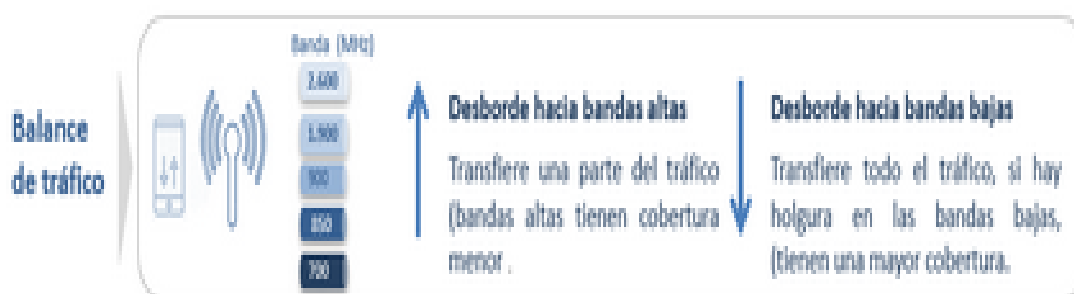 Balance
de tráfico
Banda (MHz)
2.600
1.900
900
850
700
Desborde hacia bandas altas
Transfiere una parte del tráfico
(bandas altas tienen cobertura
menor .
Desborde hacia bandas bajas
Transfiere todo el tráfico, si hay
holgura en las bandas bajas,
(tienen una mayor cobertura.